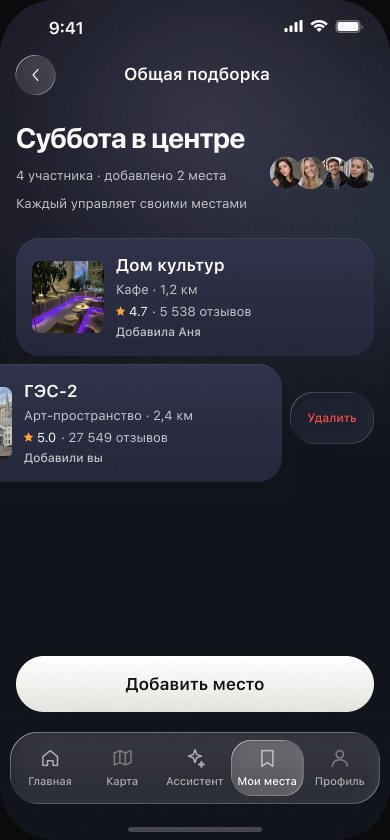 9:41
Общая подборка
Суббота в центре
4 участника · добавлено 2 места
Каждый управляет своими местами
Дом культур
Кафе · 1,2 км
4.7 · 5 538 отзывов
Добавила Аня
ГЭС-2
Арт-пространство · 2,4 км
5.0 · 27 549 отзывов
Добавили вы
Удалить
Добавить место
Главная
Карта
Ассистент
Мои места
Профиль